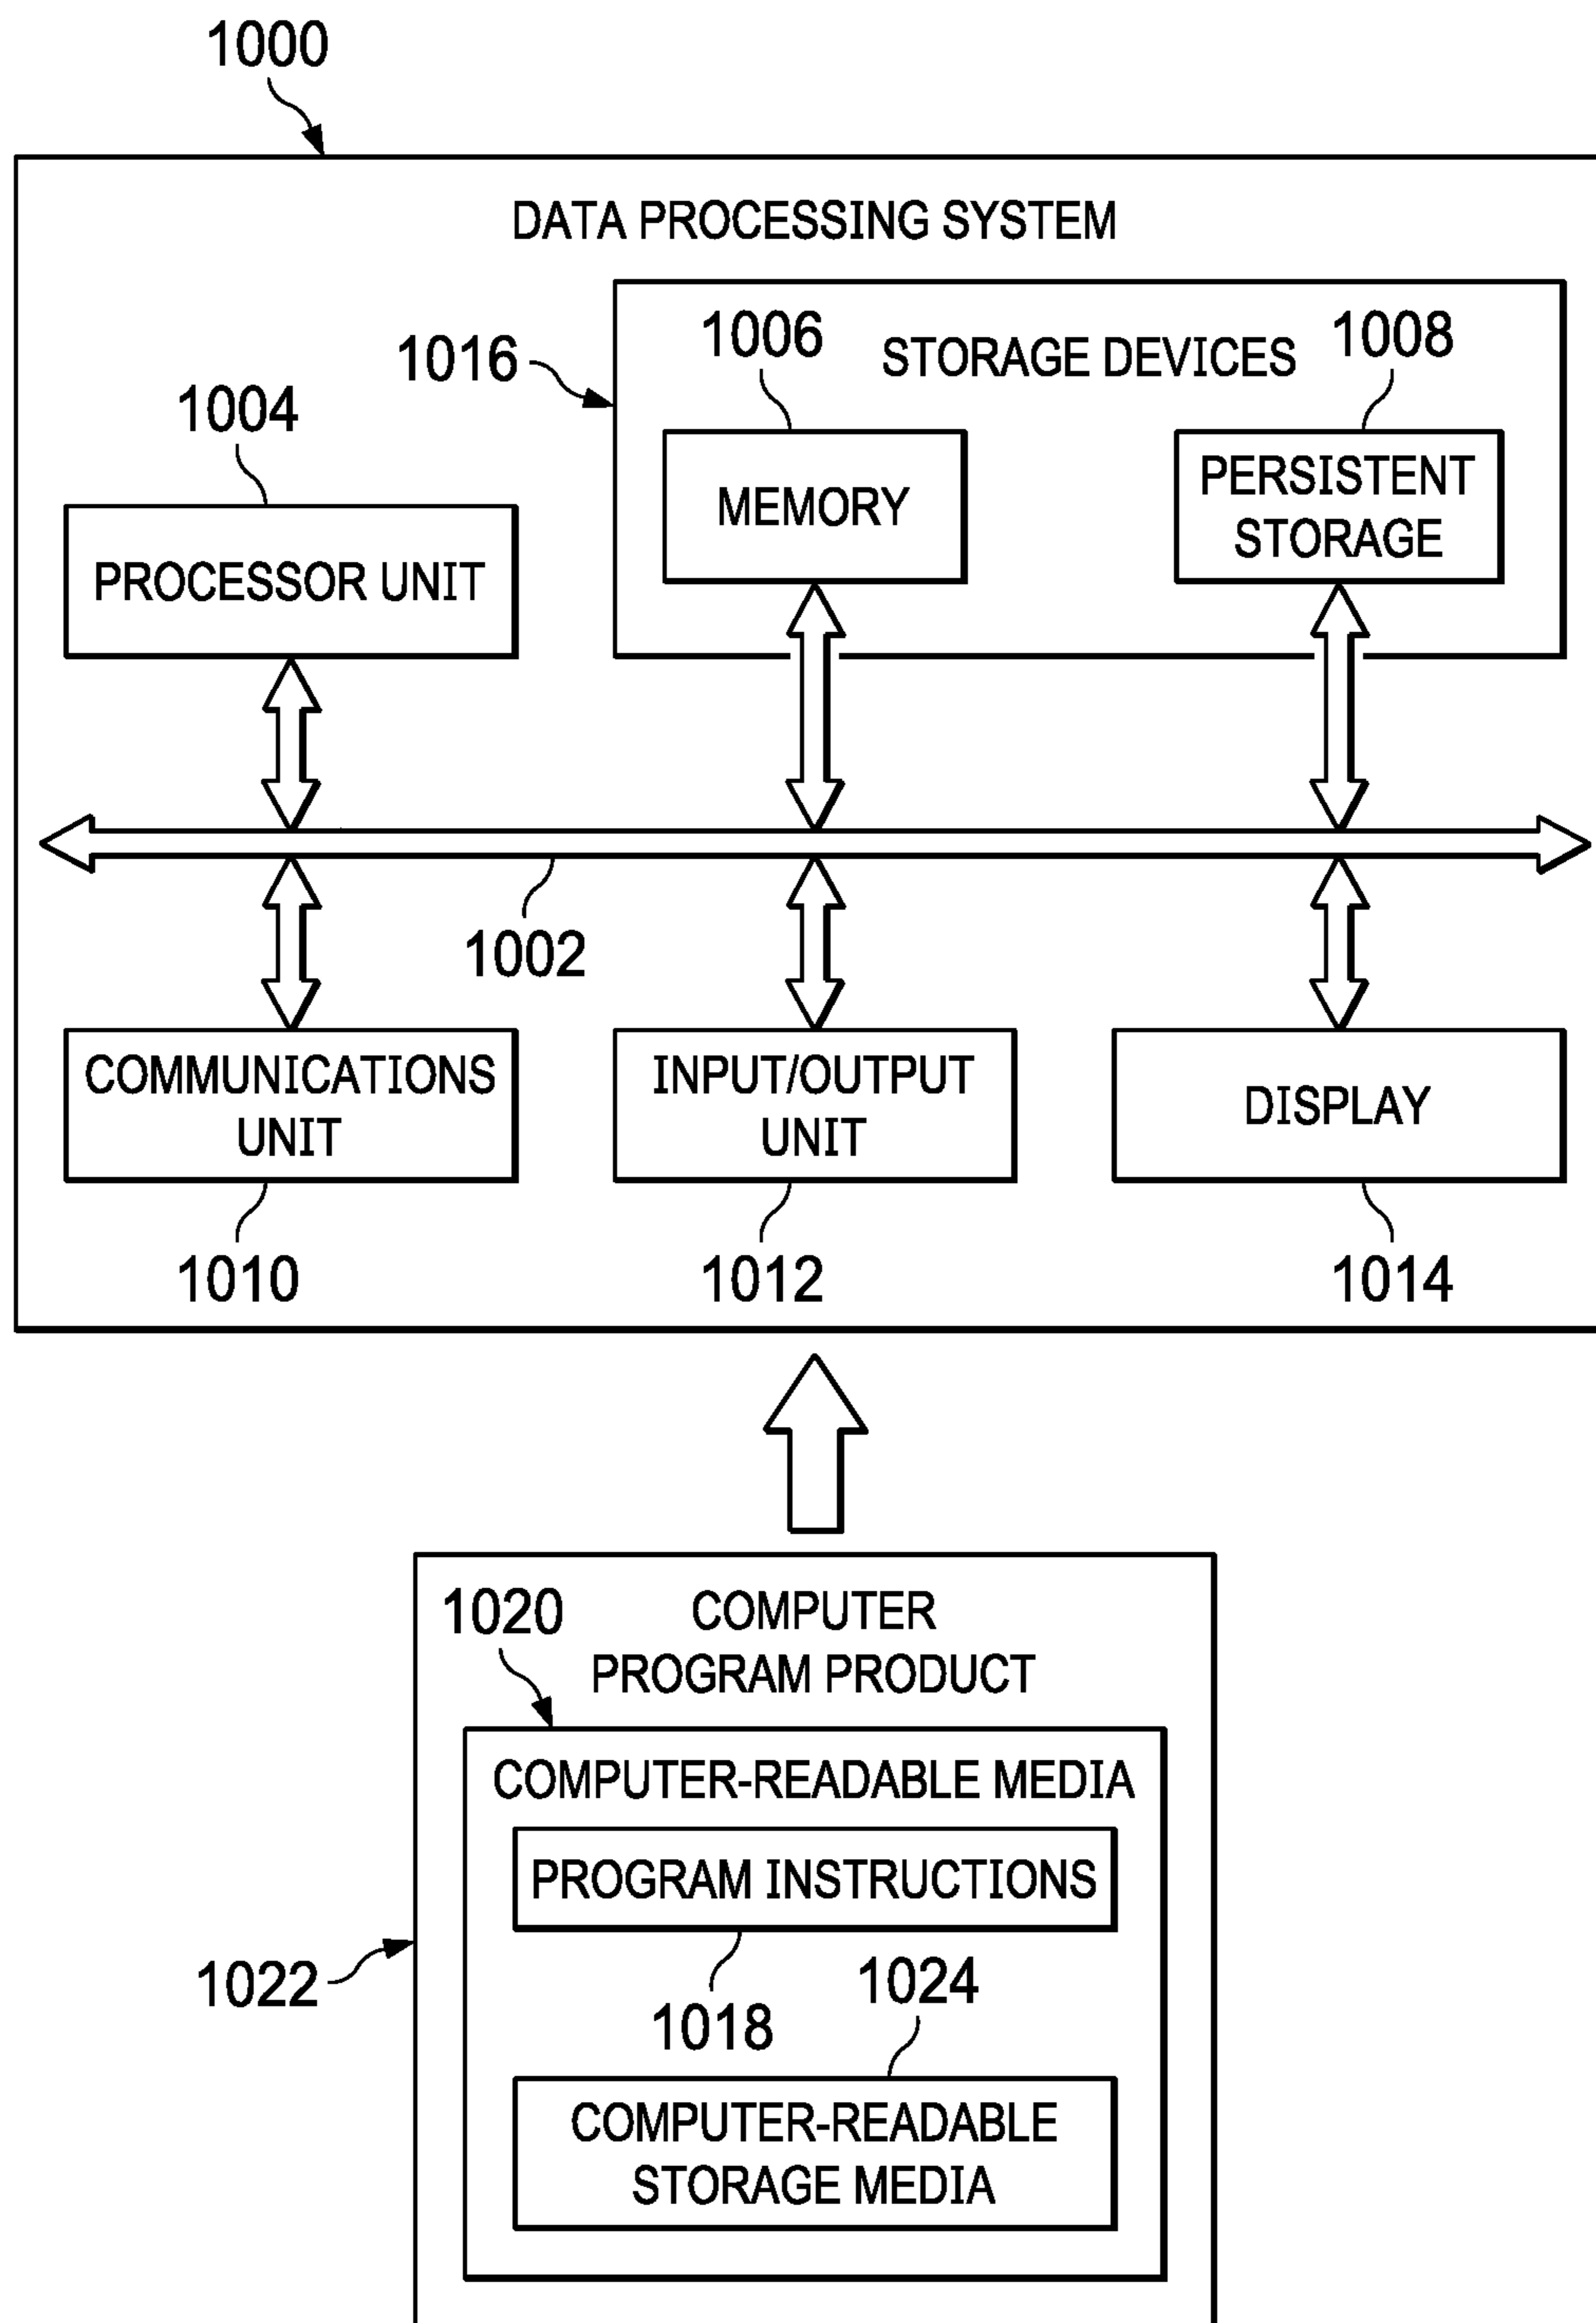 1000
DATA PROCESSING SYSTEM
1016
1006
STORAGE DEVICES
1008
1004
MEMORY
PERSISTENT
STORAGE
PROCESSOR UNIT
1002
COMMUNICATIONS
UNIT
INPUT/OUTPUT
UNIT
DISPLAY
1010
1012
1014
1020
COMPUTER
PROGRAM PRODUCT
COMPUTER-READABLE MEDIA
PROGRAM INSTRUCTIONS
1022
1018
1024
COMPUTER-READABLE
STORAGE MEDIA